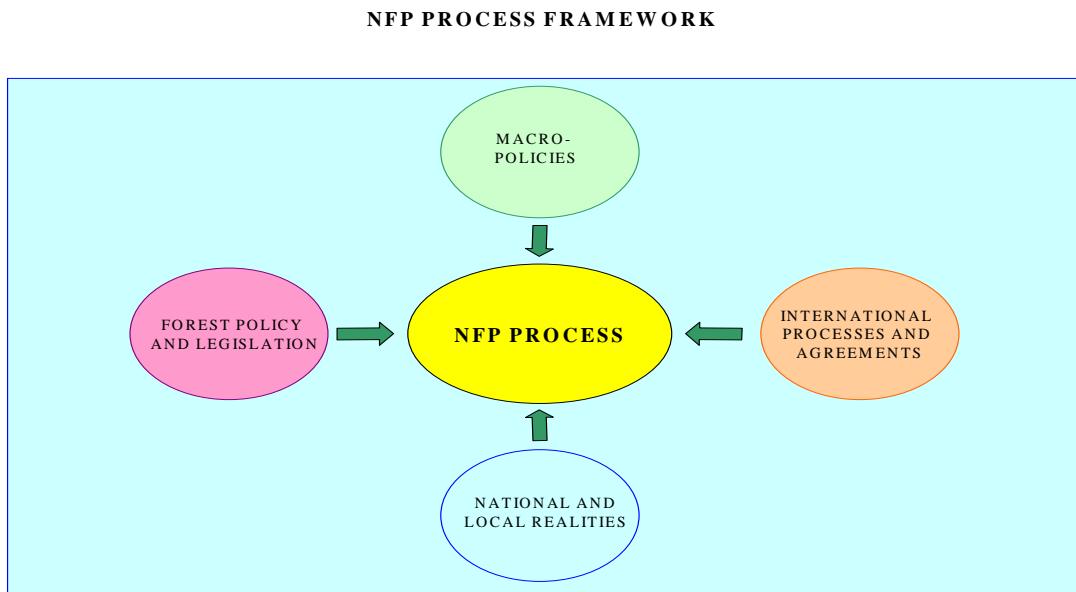 NFP PROCESS FRAMEWORK
MACRO-
POLICIES
FOREST POLICY
AND LEGISLATION
NFP PROCESS
INTERNATIONAL
PROCESSES AND
AGREEMENTS
NATIONAL AND
LOCAL REALITIES